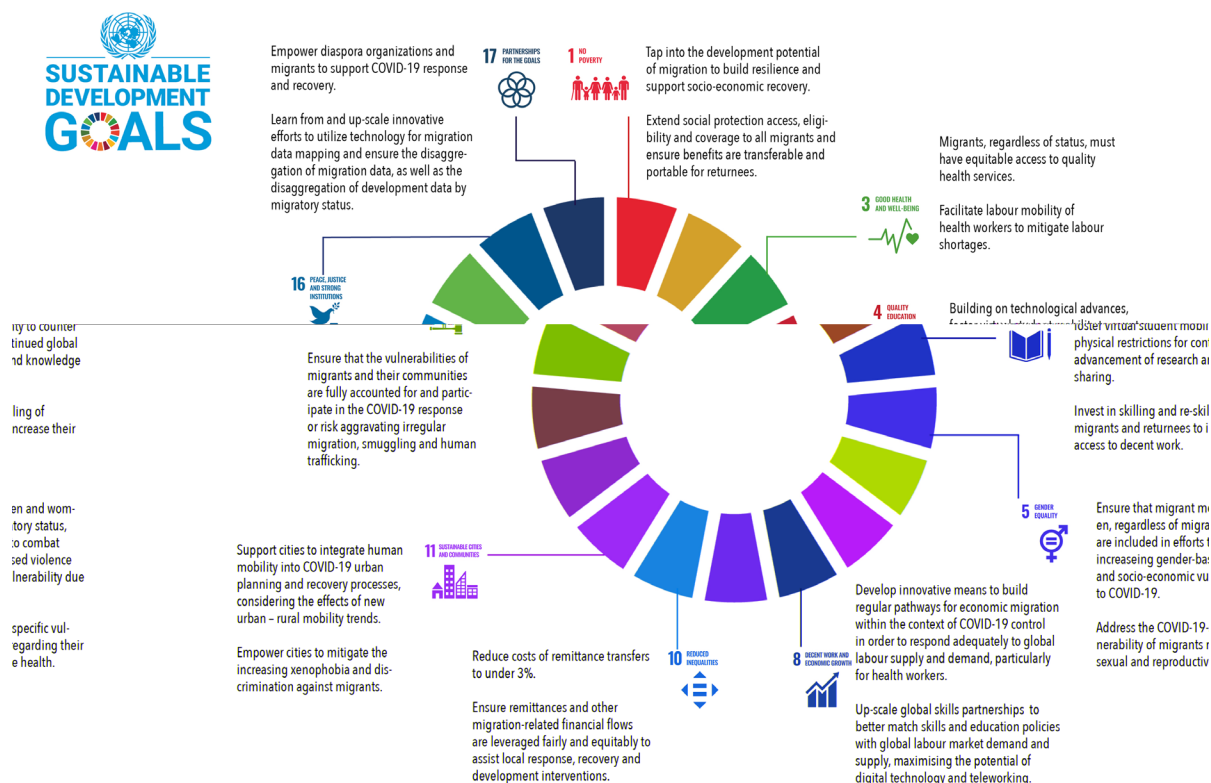 SUSTAINABLE
DEVELOPMENT
GOALS
Empower diaspora organizations and
migrants to support COVID-19 response
and recovery.
Learn from and up-scale innovative
efforts to utilize technology for migration
data mapping and ensure the disaggre-
gation of migration data, as well as the
disaggregation of development data by
migratory status.
17 PARTNERSHIPS
FOR THE GOALS
1 NO
POVERTY
Tap into the development potential
of migration to build resilience and
support socio-economic recovery.
Extend social protection access, eligi-
bility and coverage to all migrants and
ensure benefits are transferable and
portable for returnees.
Migrants, regardless of status, must
have equitable access to quality
health services.
Facilitate labour mobility of
health workers to mitigate labour
shortages.
3 GOOD HEALTH
AND WELL-BEING
16 PEACE, JUSTICE
AND STRONG
INSTITUTIONS
4 QUALITY
EDUCATION
Building on technological advances,
ity to counter
tinued global
nd knowledge
lling of
increase their
Ensure that the vulnerabilities of
migrants and their communities
are fully accounted for and partic-
ipate in the COVID-19 response
or risk aggravating irregular
migration, smuggling and human
trafficking.
virtual student
physical restrictions for
advancement of research
sharing.
Invest in skilling and
migrants and returnees to
access to decent work.
en and wom-
tory status,
to combat
sed violence
lnerability due
specific vul-
regarding their
e health.
5 GENDER
EQUALITY
Ensure that migrant
en, regardless of
are included in efforts
increaseing
and socio-economic
to COVID-19.
Address the COVID-19-
nerability of migrants
sexual and
11 SUSTAINABLE CITIES
AND COMMUNITIES
Support cities to integrate human
mobility into COVID-19 urban
planning and recovery processes,
considering the effects of new
urban – rural mobility trends.
Empower cities to mitigate the
increasing xenophobia and dis-
crimination against migrants.
10 REDUCED
INEQUALITIES
Reduce costs of remittance transfers
to under 3%.
Ensure remittances and other
migration-related financial flows
are leveraged fairly and equitably to
assist local response, recovery and
development interventions.
8 DECENT WORK AND
ECONOMIC GROWTH
Develop innovative means to build
regular pathways for economic migration
within the context of COVID-19 control
in order to respond adequately to global
labour supply and demand, particularly
for health workers.
Up-scale global skills partnerships to
better match skills and education policies
with global labour market demand and
supply, maximising the potential of
digital technology and teleworking.